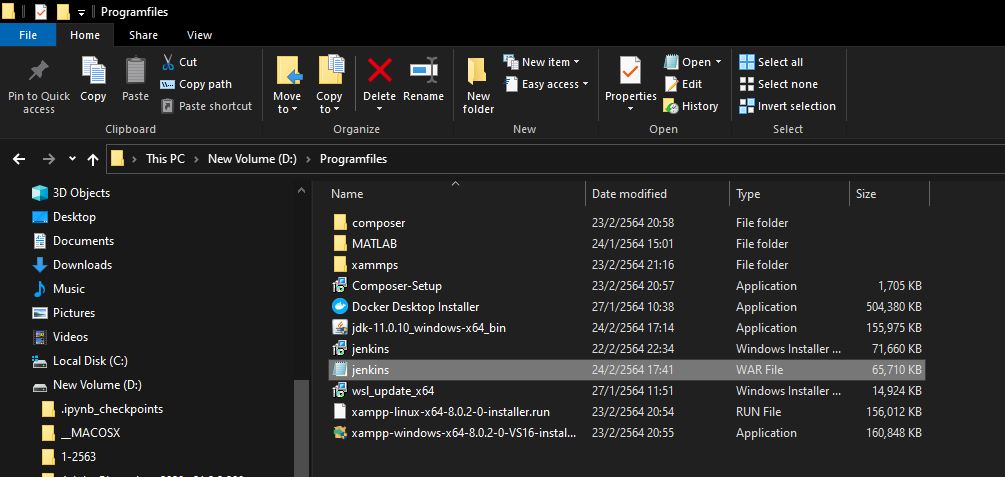 Programfiles
File Home Share View
Pin to Quick access
Copy
Paste
Cut
Copy path
Paste shortcut
Clipboard
Move to
Copy to
Delete
Rename
Organize
New folder
New item
Easy access
New
Properties
Open
Edit
History
Open
Select all
Select none
Invert selection
Select
This PC > New Volume (D:) > Programfiles
3D Objects
Desktop
Documents
Downloads
Music
Pictures
Videos
Local Disk (C:)
New Volume (D:)
.ipynb_checkpoints
__MACOSX
1-2563
Name Date modified Type Size
composer 23/2/2564 20:58 File folder
MATLAB 24/1/2564 15:01 File folder
xammps 23/2/2564 21:16 File folder
Composer-Setup 23/2/2564 20:57 Application 1,705 KB
Docker Desktop Installer 27/1/2564 10:38 Application 504,380 KB
jdk-11.0.10_windows-x64_bin 24/2/2564 17:14 Application 155,975 KB
jenkins 22/2/2564 22:34 Windows Installer ... 71,660 KB
jenkins 24/2/2564 17:41 WAR File 65,710 KB
wsl_update_x64 27/1/2564 11:51 Windows Installer ... 14,924 KB
xampp-linux-x64-8.0.2-0-installer.run 23/2/2564 20:54 RUN File 156,012 KB
xampp-windows-x64-8.0.2-0-VS16-instal... 23/2/2564 20:55 Application 160,848 KB